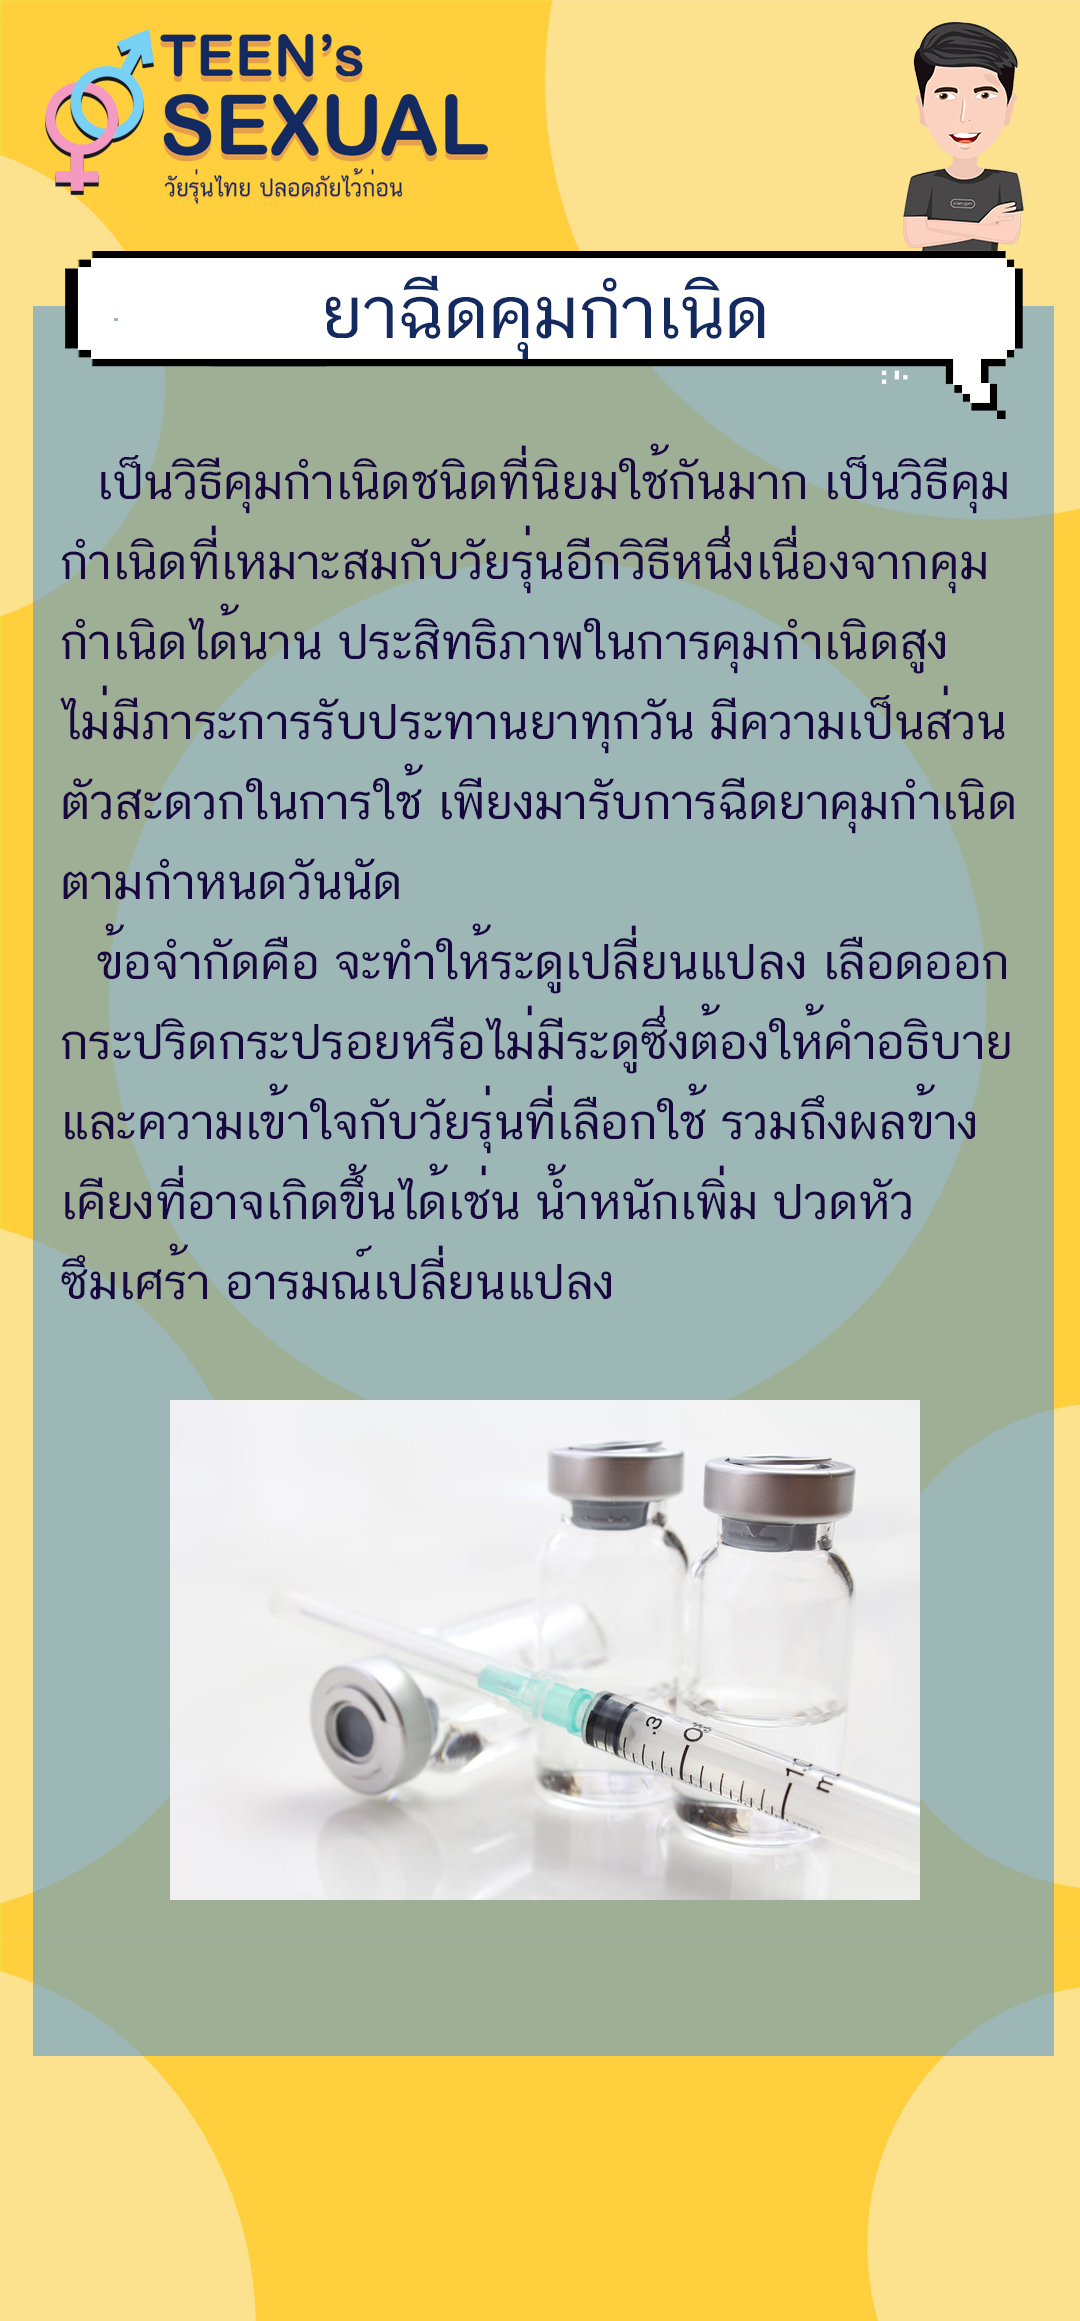 TEEN's
SEXUAL
วัยรุ่นไทย ปลอดภัยไว้ก่อน
ยาฉีดคุมกำเนิด
เป็นวิธีคุมกำเนิดชนิดที่นิยมใช้กันมาก เป็นวิธีคุม
กำเนิดที่เหมาะสมกับวัยรุ่นอีกวิธีหนึ่งเนื่องจากคุม
กำเนิดได้นาน ประสิทธิภาพในการคุมกำเนิดสูง
ไม่มีภาระการรับประทานยาทุกวัน มีความเป็นส่วน
ตัวสะดวกในการใช้ เพียงมารับการฉีดยาคุมกำเนิด
ตามกำหนดวันนัด
ข้อจำกัดคือ จะทำให้ระดูเปลี่ยนแปลง เลือดออก
กระปริดกระปรอยหรือไม่มีระดูซึ่งต้องให้คำอธิบาย
และความเข้าใจกับวัยรุ่นที่เลือกใช้ รวมถึงผลข้าง
เคียงที่อาจเกิดขึ้นได้เช่น น้ำหนักเพิ่ม ปวดหัว
ซึมเศร้า อารมณ์เปลี่ยนแปลง
.3
1.0